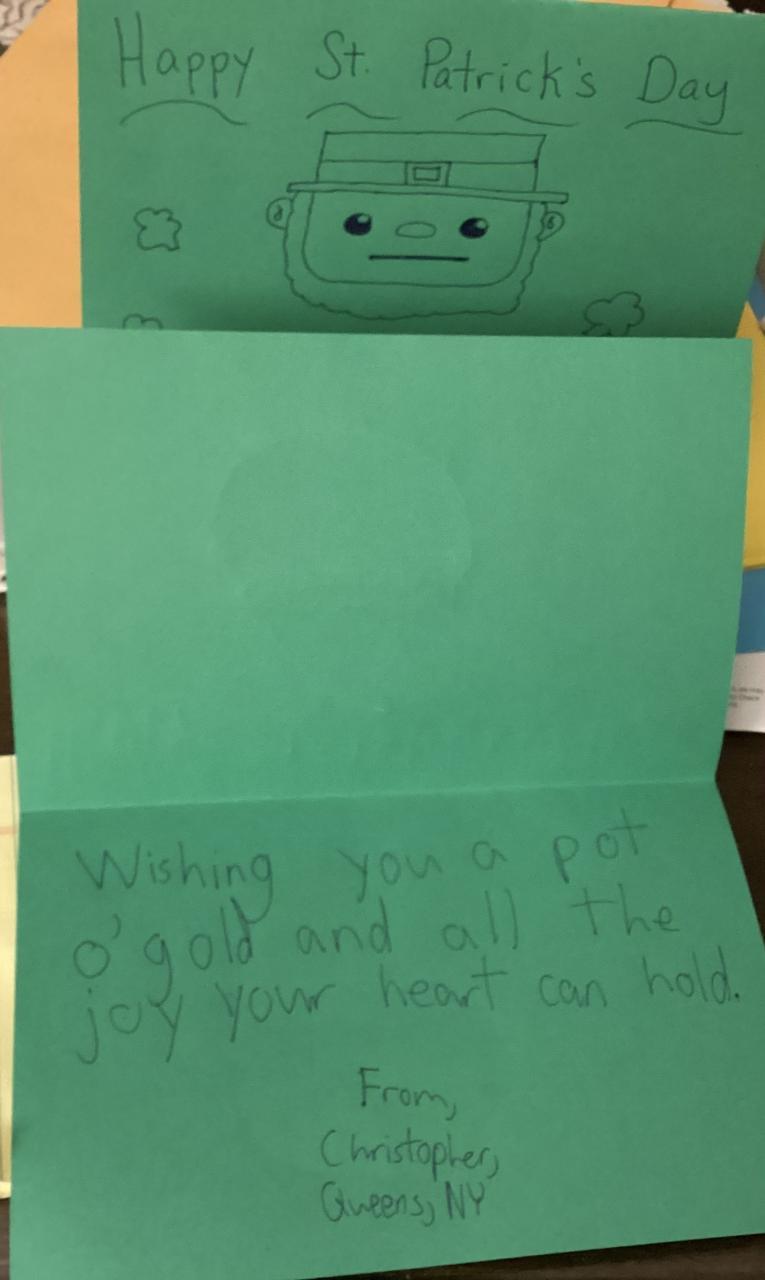 Happy St. Patrick's Day
Wishing you a pot
o' gold and all the
joy your heart can hold.
From,
Christopher,
Queens, NY